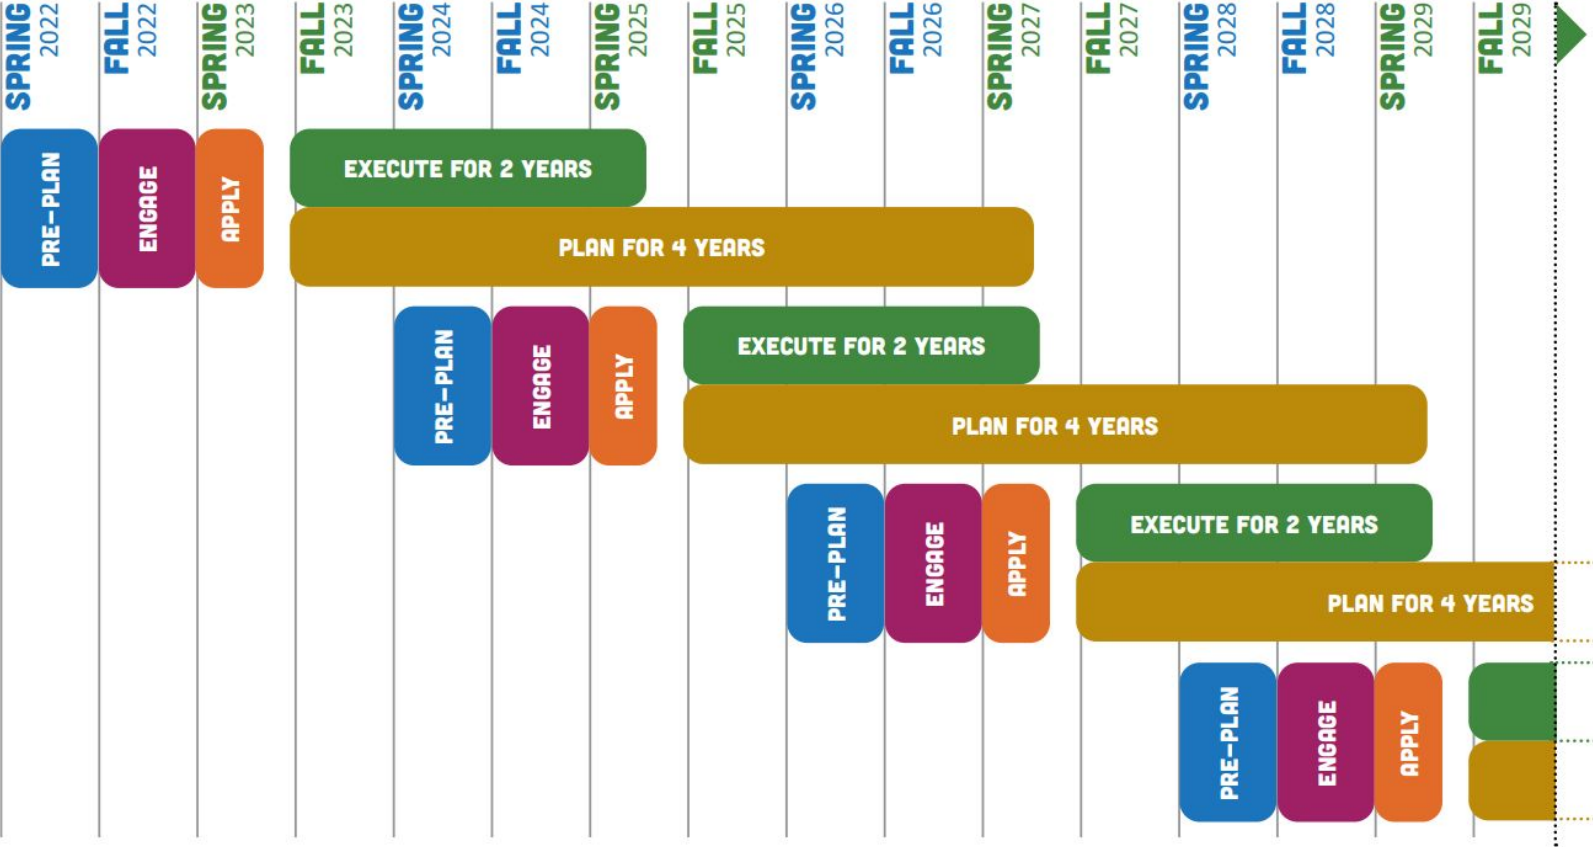 SPRING 2022
FALL 2022
SPRING 2023
FALL 2023
SPRING 2024
FALL 2024
SPRING 2025
FALL 2025
SPRING 2026
FALL 2026
SPRING 2027
FALL 2027
SPRING 2028
FALL 2028
SPRING 2029
FALL 2029
PRE-PLAN
ENGAGE
APPLY
EXECUTE FOR 2 YEARS
PLAN FOR 4 YEARS
PRE-PLAN
ENGAGE
APPLY
EXECUTE FOR 2 YEARS
PLAN FOR 4 YEARS
PRE-PLAN
ENGAGE
APPLY
EXECUTE FOR 2 YEARS
PLAN FOR 4 YEARS
PRE-PLAN
ENGAGE
APPLY